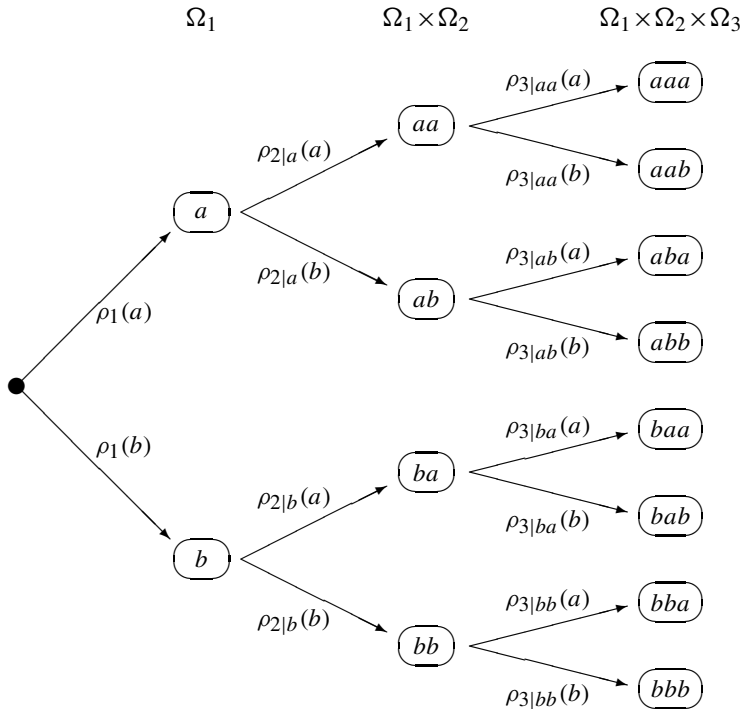 Ω₁ Ω₁×Ω₂ Ω₁×Ω₂×Ω₃
ρ₃|aa(a) aaa
aa
ρ₂|a(a)
ρ₃|aa(b) aab
a
ρ₃|ab(a) aba
ρ₂|a(b)
ab
ρ₁(a)
ρ₃|ab(b) abb
ρ₃|ba(a) baa
ρ₁(b)
ba
ρ₂|b(a)
ρ₃|ba(b) bab
b
ρ₃|bb(a) bba
ρ₂|b(b)
bb
ρ₃|bb(b) bbb